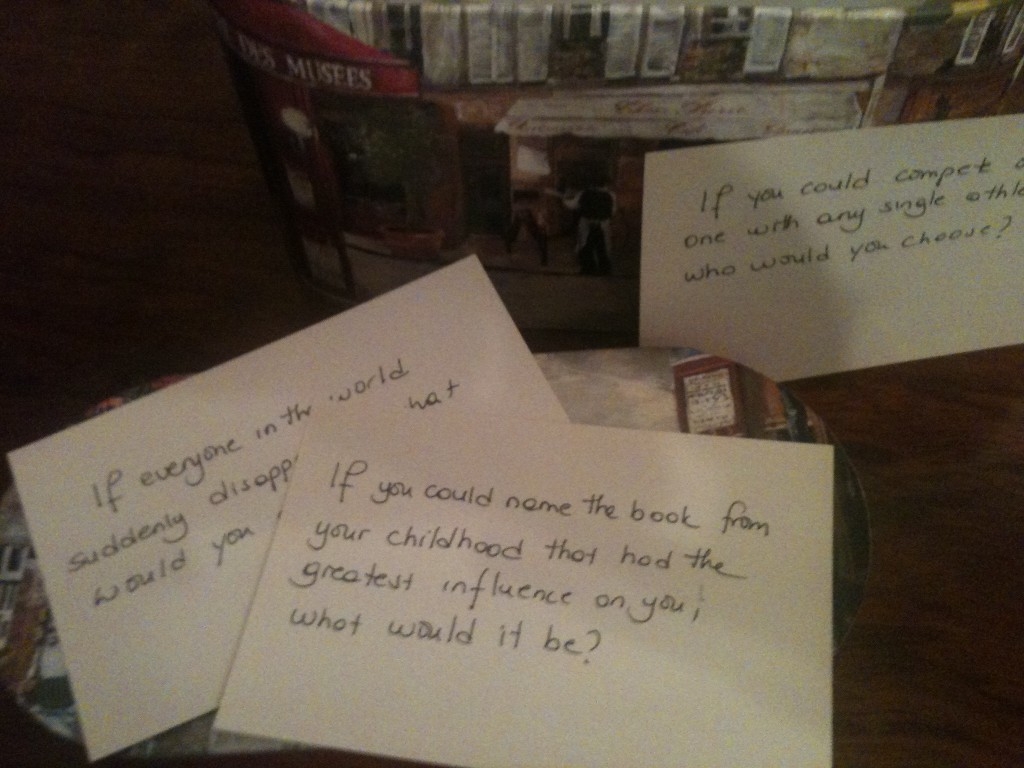 DES MUSEES
If you could compet
one with any single athle
who would you choose?
If everyone in the world
suddenly disapp hat
would you
If you could name the book from
your childhood that had the
greatest influence on you,
what would it be?